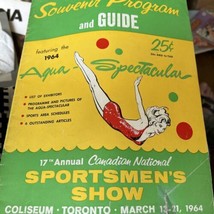 Souvenir Program
and GUIDE
25¢
featuring the
1964
Aqua Spectacular
• LIST OF EXHIBITORS
• PROGRAMME AND PICTURES OF
THE AQUA-SPECTACULAR
• SPORTS AREA SCHEDULES
• OUTSTANDING ARTICLES
17th Annual Canadian National
SPORTSMEN'S
SHOW
COLISEUM · TORONTO · MARCH 13-21, 1964